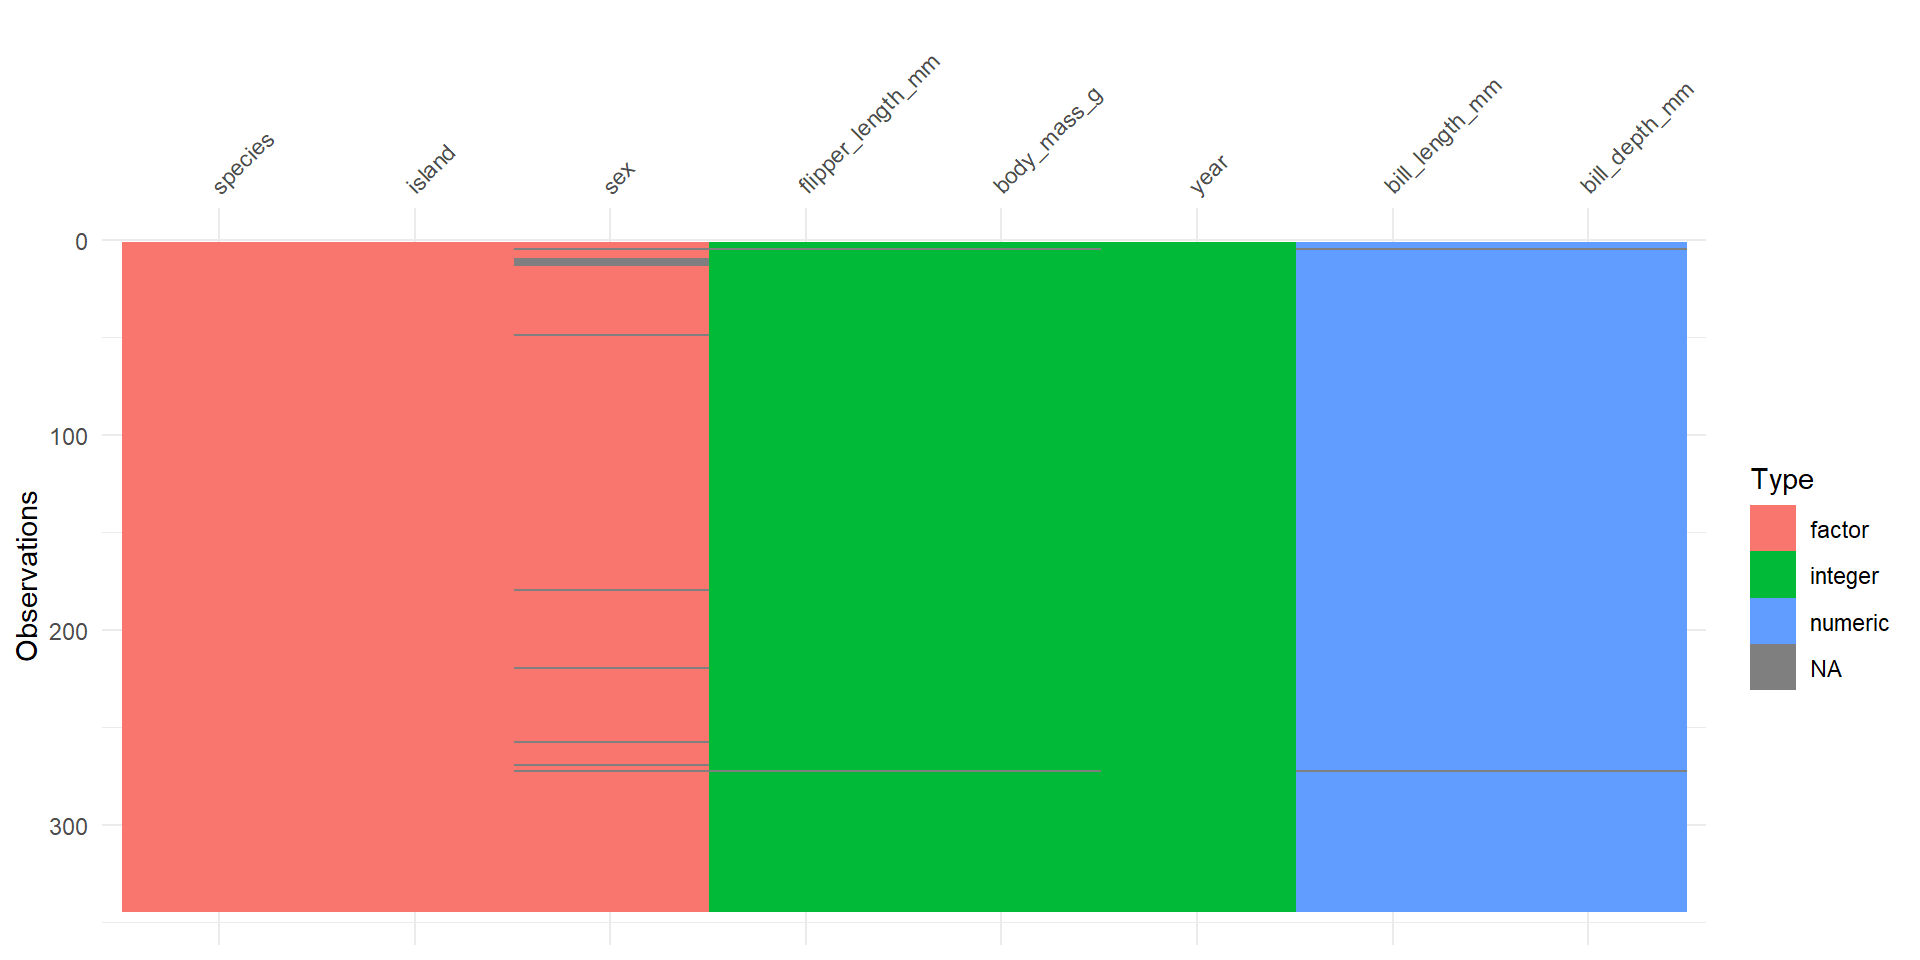 species
island
sex
flipper_length_mm
body_mass_g
year
bill_length_mm
bill_depth_mm
0
100
200
300
Observations
Type
factor
integer
numeric
NA